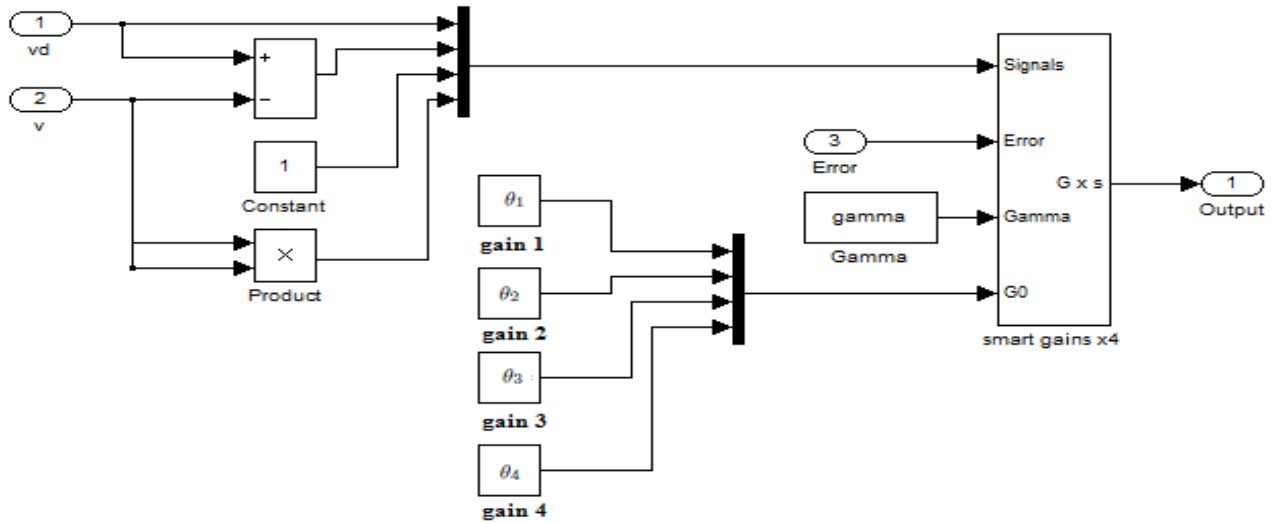 1
vd
2
v
+
−
1
Constant
×
Product
θ1
gain 1
θ2
gain 2
θ3
gain 3
θ4
gain 4
3
Error
gamma
Gamma
Signals
Error
Gamma
G0
G x s
smart gains x4
1
Output